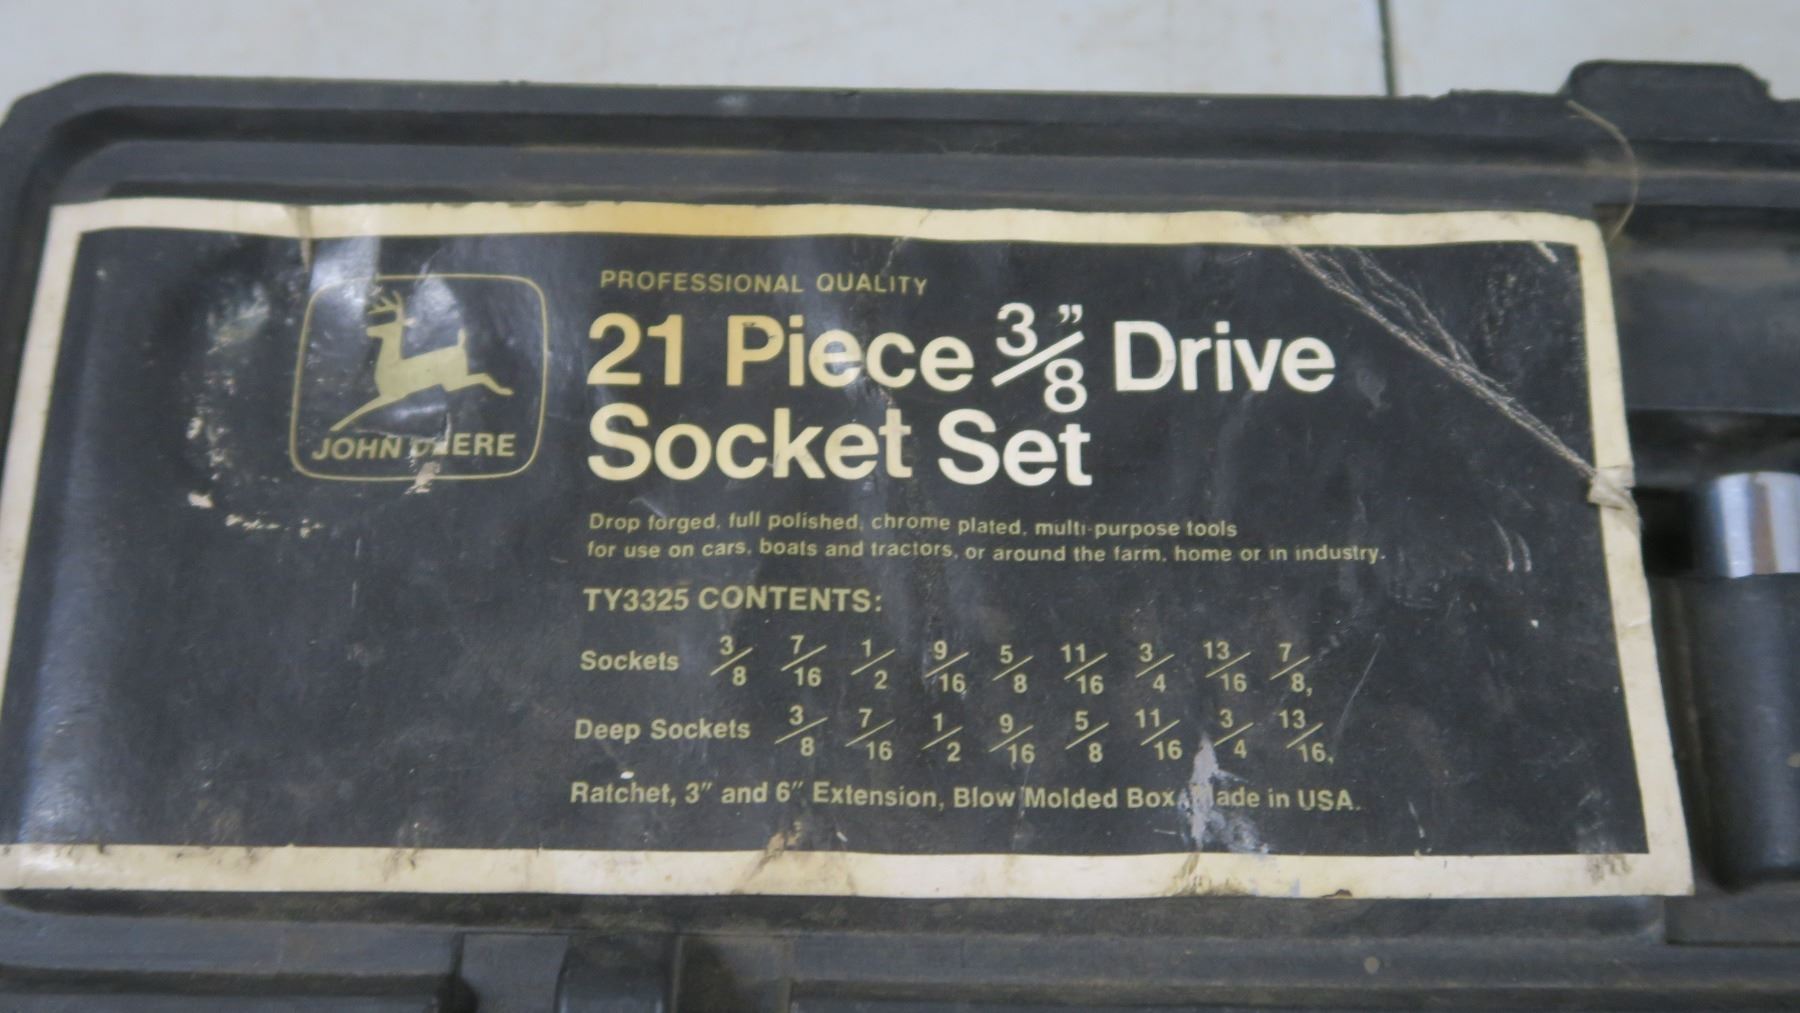 JOHN DEERE
PROFESSIONAL QUALITY
21 Piece 3/8" Drive
Socket Set
Drop forged, full polished, chrome plated, multi-purpose tools
for use on cars, boats and tractors, or around the farm, home or in industry.
TY3325 CONTENTS:
Sockets 3/8 7/16 1/2 9/16 5/8 11/16 3/4 13/16 7/8,
Deep Sockets 3/8 7/16 1/2 9/16 5/8 11/16 3/4 13/16,
Ratchet, 3" and 6" Extension, Blow Molded Box. Made in USA.